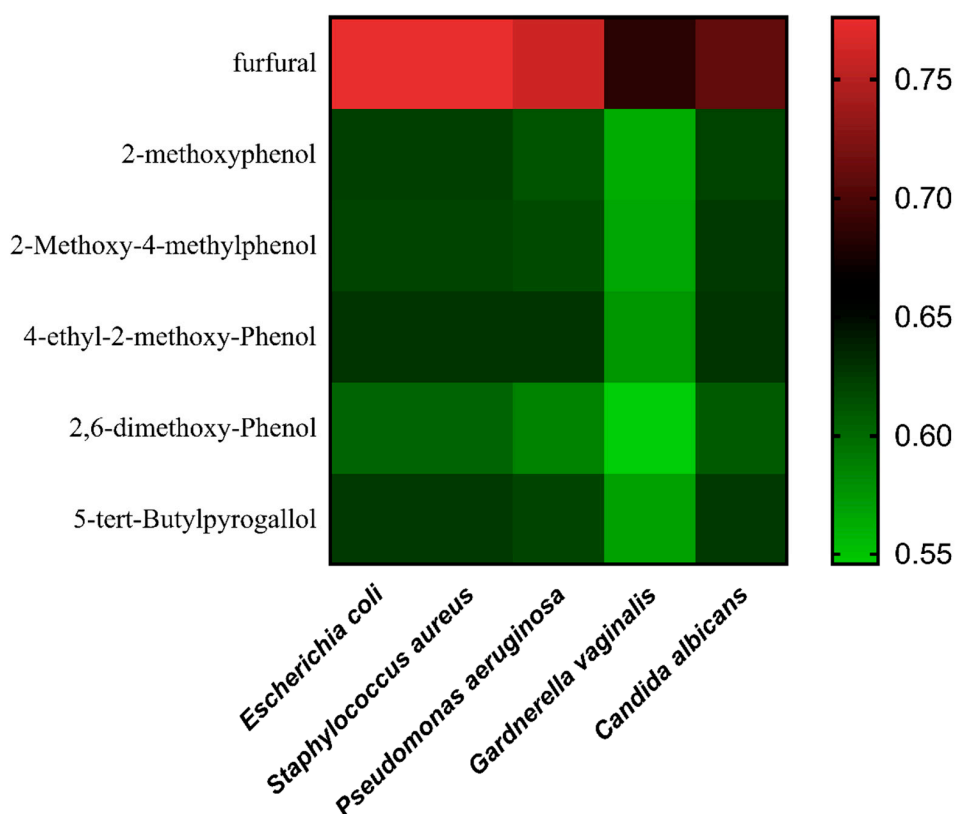 furfural
2-methoxyphenol
2-Methoxy-4-methylphenol
4-ethyl-2-methoxy-Phenol
2,6-dimethoxy-Phenol
5-tert-Butylpyrogallol
Escherichia coli
Staphylococcus aureus
Pseudomonas aeruginosa
Gardnerella vaginalis
Candida albicans
0.75
0.70
0.65
0.60
0.55